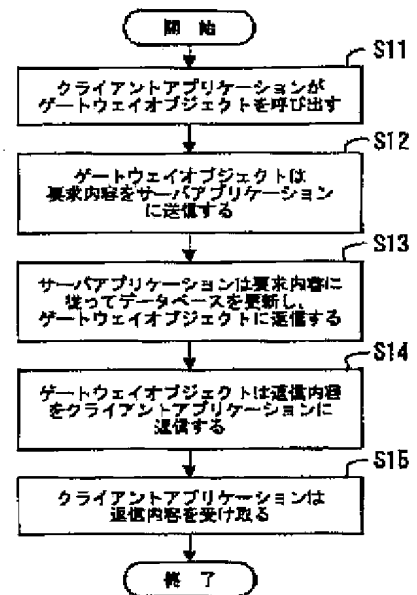 開 始
S11
クライアントアプリケーションが
ゲートウェイオブジェクトを呼び出す
S12
ゲートウェイオブジェクトは
要求内容をサーバアプリケーション
に送信する
S13
サーバアプリケーションは要求内容に
従ってデータベースを更新し、
ゲートウェイオブジェクトに返信する
S14
ゲートウェイオブジェクトは返信内容
をクライアントアプリケーションに
返信する
S15
クライアントアプリケーションは
返信内容を受け取る
終 了